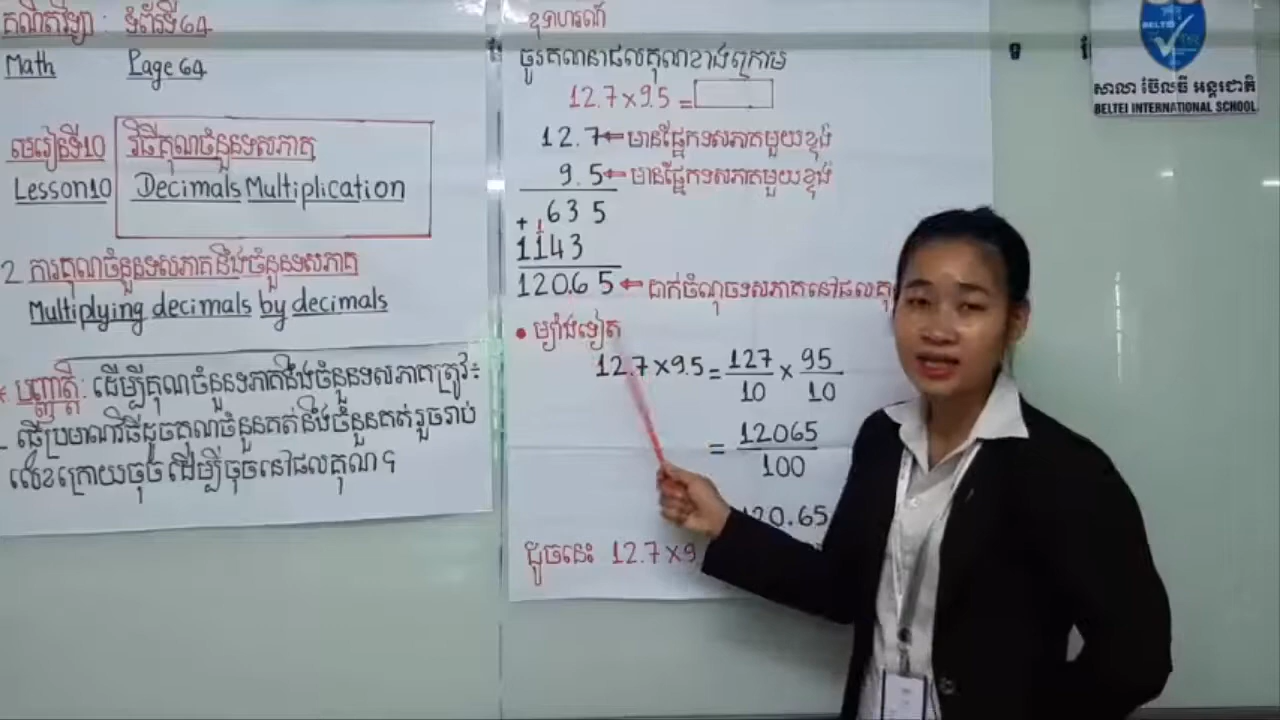 គណិតវិទ្យា : ទំព័រទី64
Math Page 64
មេរៀនទី10 វិធីគុណចំនួនទសភាគ
Lesson10 Decimals Multiplication
2. ការគុណចំនួនទសភាគនឹងចំនួនទសភាគ
Multiplying decimals by decimals
* បញ្ញត្តិ: ដើម្បីគុណចំនួនទភាគនឹងចំនួនទសភាគត្រូវ៖
- ធ្វើប្រមាណវិធីដូចគុណចំនួនគត់នឹងចំនួនគត់ រួចរាប់
លេខក្រោយចុច ដើម្បីចុចនៅផលគុណ។
ឧទាហរណ៍
ចូរគណនាផលគុណខាងក្រោម
12.7 × 9.5 =
12.7 ← មានផ្នែកទសភាគមួយខ្ទង់
9.5 ← មានផ្នែកទសភាគមួយខ្ទង់
+ 635
1
1143
12065 ← ដាក់ចំណុចទសភាគនៅផលគុ
• ម្យ៉ាងទៀត
12.7 × 9.5 = 127/10 × 95/10
= 12065/100
120.65
ដូចនេះ 12.7 × 9
BELTEI
សាលា ប៊ែលធី អន្តរជាតិ
BELTEI INTERNATIONAL SCHOOL